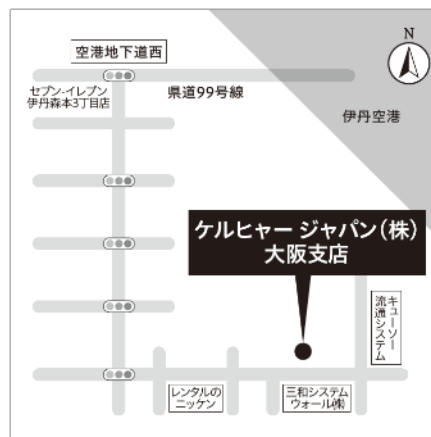 空港地下道西
N
セブン-イレブン
伊丹森本3丁目店
県道99号線
伊丹空港
ケルヒャー ジャパン(株)
大阪支店
キューソー
流通システム
レンタルの
ニッケン
三和システム
ウォール(株)